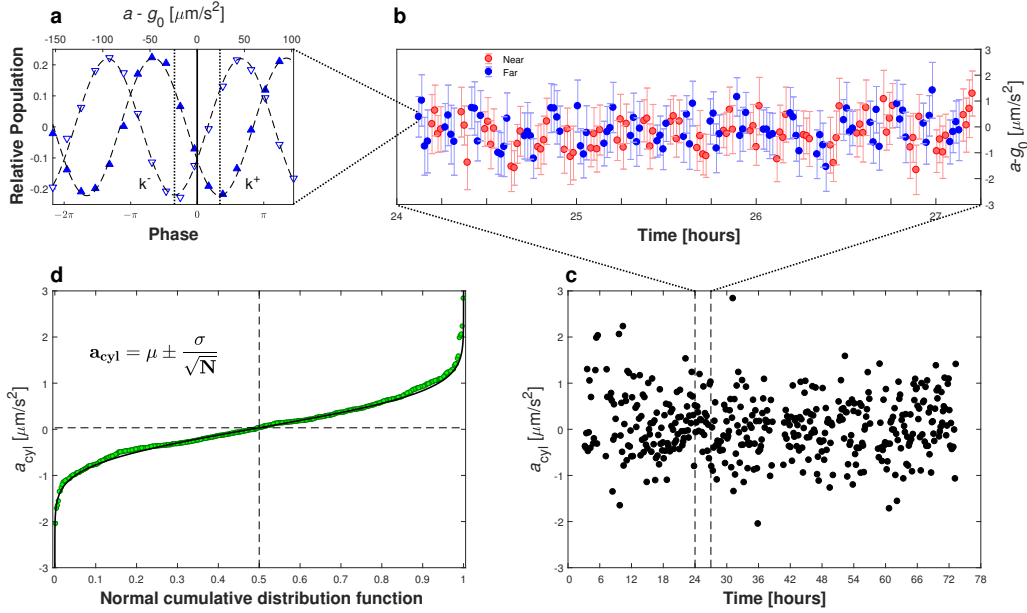 a
a - g0 [μm/s2]
-150 -100 -50 0 50 100
Relative Population
0.2
0.1
0
-0.1
-0.2
k-
k+
-2π -π 0 π
Phase
b
Near
Far
3
2
1
0
-1
-2
-3
a-g0 [μm/s2]
24 25 26 27
Time [hours]
d
acyl = μ ± σ/√N
acyl [μm/s2]
3
2
1
0
-1
-2
-3
0 0.1 0.2 0.3 0.4 0.5 0.6 0.7 0.8 0.9 1
Normal cumulative distribution function
c
acyl [μm/s2]
3
2
1
0
-1
-2
-3
0 6 12 18 24 30 36 42 48 54 60 66 72 78
Time [hours]